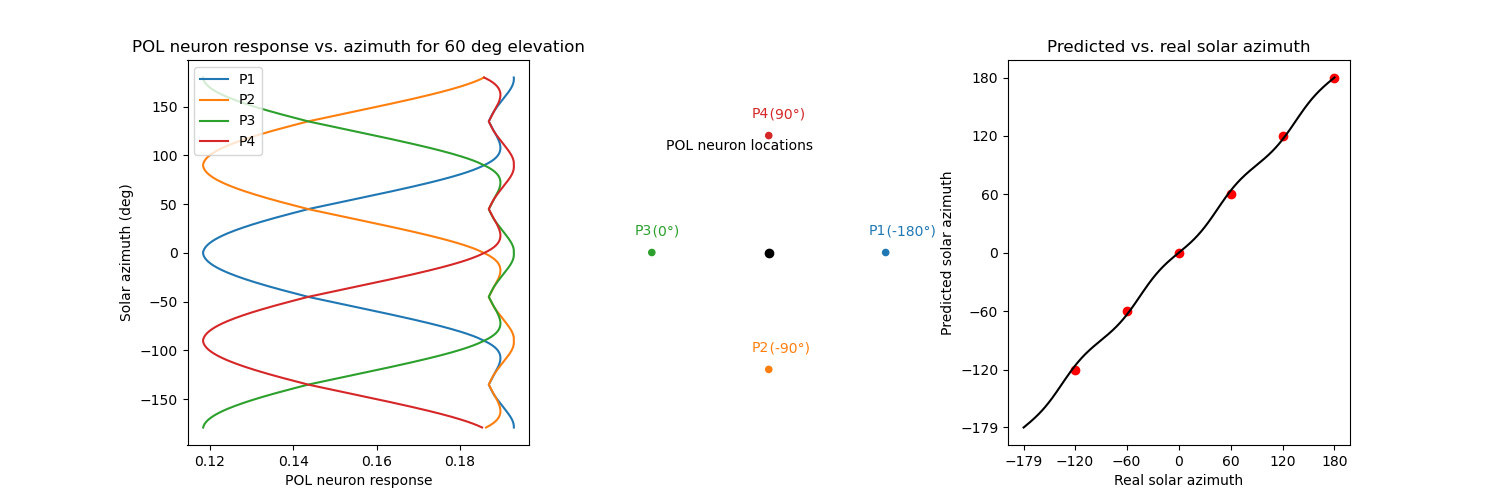 POL neuron response vs. azimuth for 60 deg elevation
P1
P2
P3
P4
150
100
50
0
−50
−100
−150
Solar azimuth (deg)
0.12 0.14 0.16 0.18
POL neuron response
P4(90°)
POL neuron locations
P3(0°)
P1(-180°)
P2(-90°)
Predicted vs. real solar azimuth
180
120
60
0
−60
−120
−179
Predicted solar azimuth
−179 −120 −60 0 60 120 180
Real solar azimuth